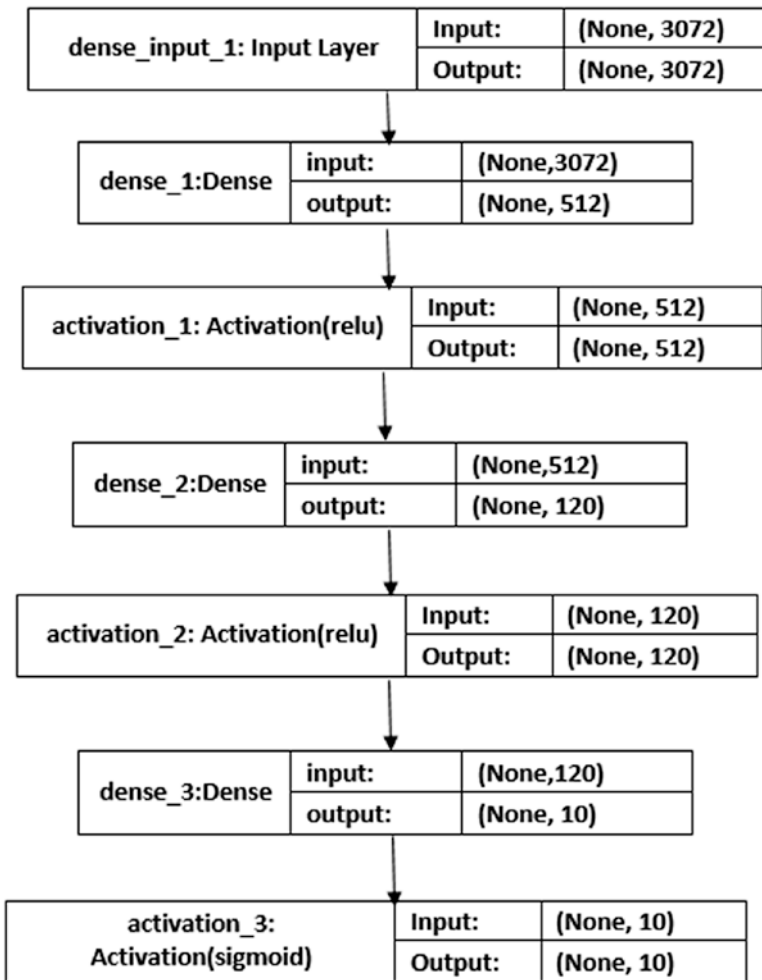 dense_input_1: Input Layer
Input: (None, 3072)
Output: (None, 3072)
dense_1:Dense
input: (None,3072)
output: (None, 512)
activation_1: Activation(relu)
Input: (None, 512)
Output: (None, 512)
dense_2:Dense
input: (None,512)
output: (None, 120)
activation_2: Activation(relu)
Input: (None, 120)
Output: (None, 120)
dense_3:Dense
input: (None,120)
output: (None, 10)
activation_3:
Activation(sigmoid)
Input: (None, 10)
Output: (None, 10)